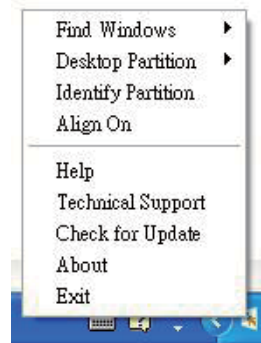 Find Windows
Desktop Partition
Identify Partition
Align On
Help
Technical Support
Check for Update
About
Exit